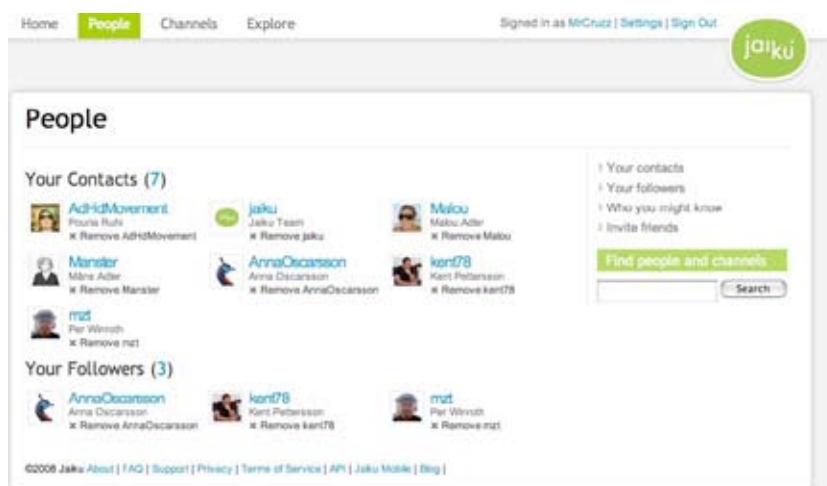 Home People Channels Explore Signed in as MrCruzz | Settings | Sign Out
jaiku
People
Your Contacts (7)
AdHdMovement
Pouria Ruhi
× Remove AdHdMovement
jaiku
Jaiku Team
× Remove jaiku
Malou
Malou Adler
× Remove Malou
Manster
Måns Adler
× Remove Manster
AnnaOscarsson
Anna Oscarsson
× Remove AnnaOscarsson
kent78
Kent Pettersson
× Remove kent78
mzt
Per Winroth
× Remove mzt
Your Followers (3)
AnnaOscarsson
Anna Oscarsson
× Remove AnnaOscarsson
kent78
Kent Pettersson
× Remove kent78
mzt
Per Winroth
× Remove mzt
Your contacts
Your followers
Who you might know
Invite friends
Find people and channels
Search
©2008 Jaiku About | FAQ | Support | Privacy | Terms of Service | API | Jaiku Mobile | Blog |